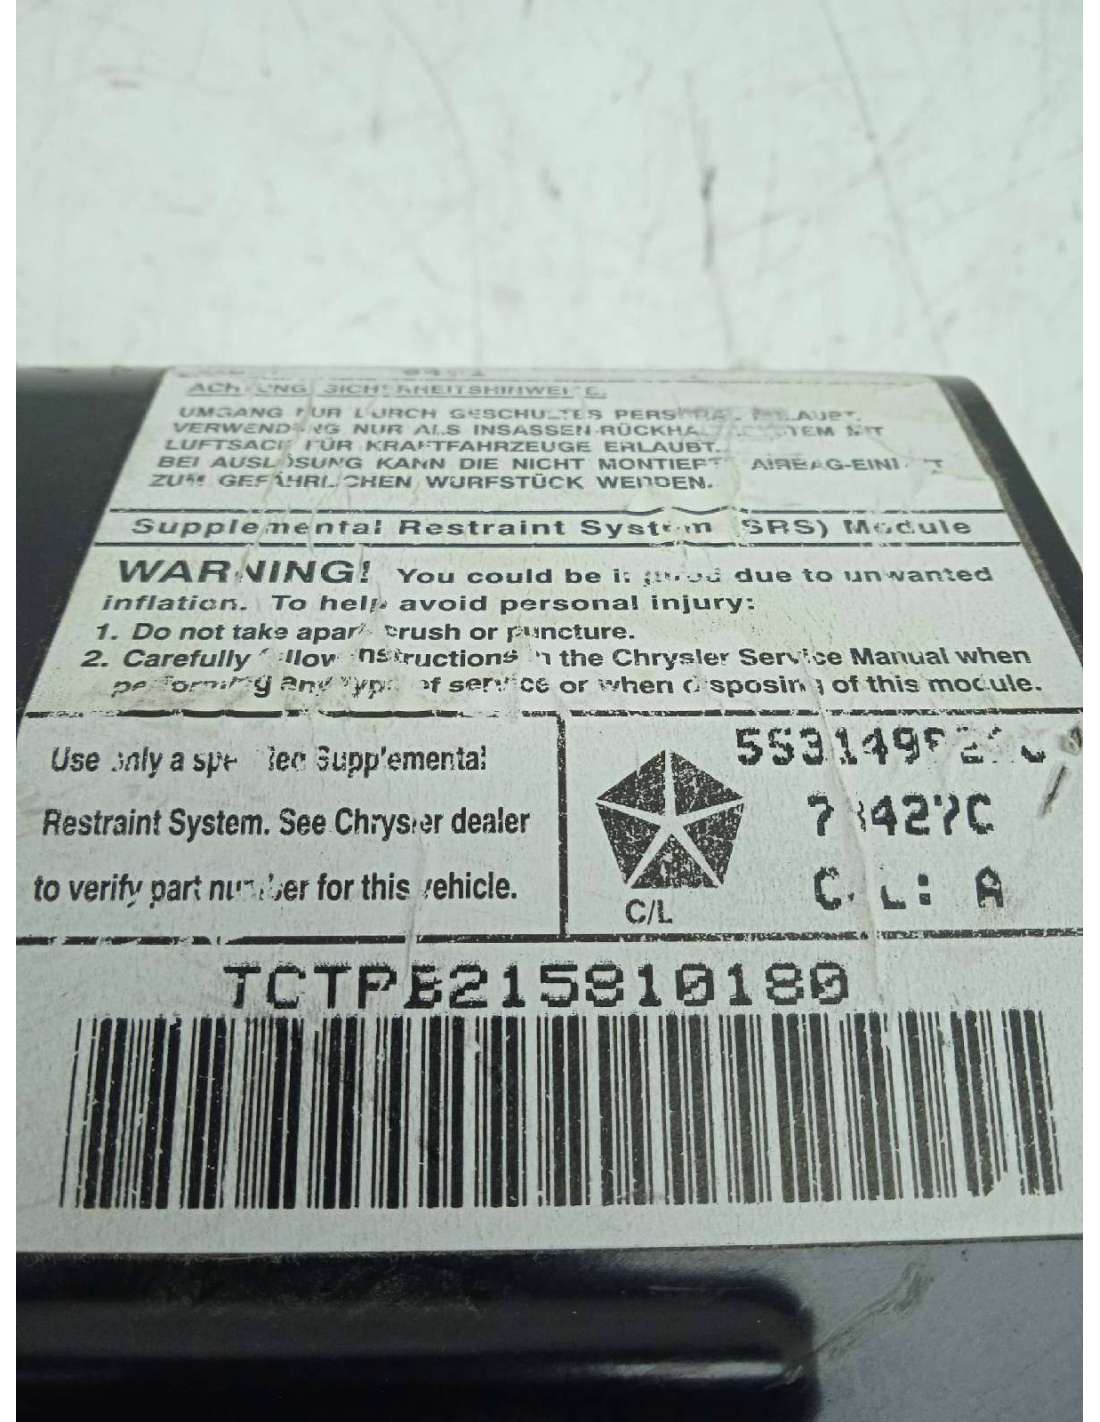 ACHTUNG SICHERHEITSHINWEISE.
UMGANG NUR DURCH GESCHULTES PERSONAL ERLAUBT.
VERWENDUNG NUR ALS INSASSEN-RÜCKHALTESYSTEM MIT
LUFTSACK FÜR KRAFTFAHRZEUGE ERLAUBT.
BEI AUSLÖSUNG KANN DIE NICHT MONTIERTE AIRBAG-EINHEIT
ZUM GEFÄHRLICHEN WURFSTÜCK WERDEN.
Supplemental Restraint System (SRS) Module
WARNING! You could be injured due to unwanted
inflation. To help avoid personal injury:
1. Do not take apart crush or puncture.
2. Carefully follow instructions in the Chrysler Service Manual when
performing any type of service or when disposing of this module.
Use only a specified Supplemental
Restraint System. See Chrysler dealer
to verify part number for this vehicle.
C/L
C/L: A
TCTPB215810180